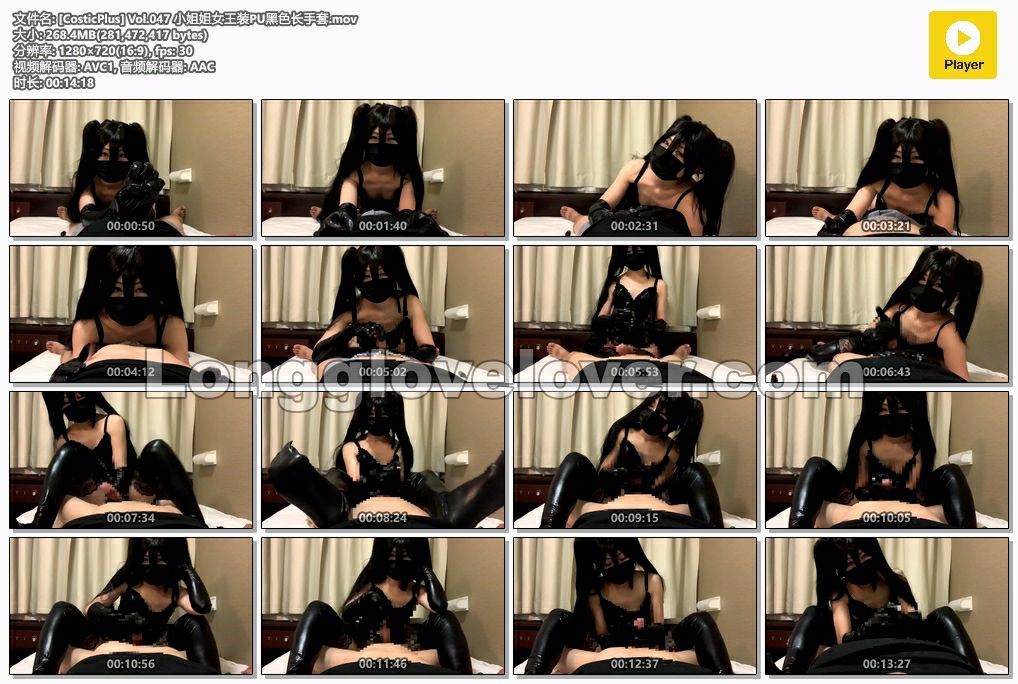 文件名: [CosticPlus] Vol.047 小姐姐女王装PU黑色长手套.mov
大小: 268.4MB(281,472,417 bytes)
分辨率: 1280×720(16:9), fps: 30
视频解码器: AVC1, 音频解码器: AAC
时长: 00:14:18
Player
00:00:50
00:01:40
00:02:31
00:03:21
00:04:12
00:05:02
00:05:53
00:06:43
Longglovelover.com
00:07:34
00:08:24
00:09:15
00:10:05
00:10:56
00:11:46
00:12:37
00:13:27